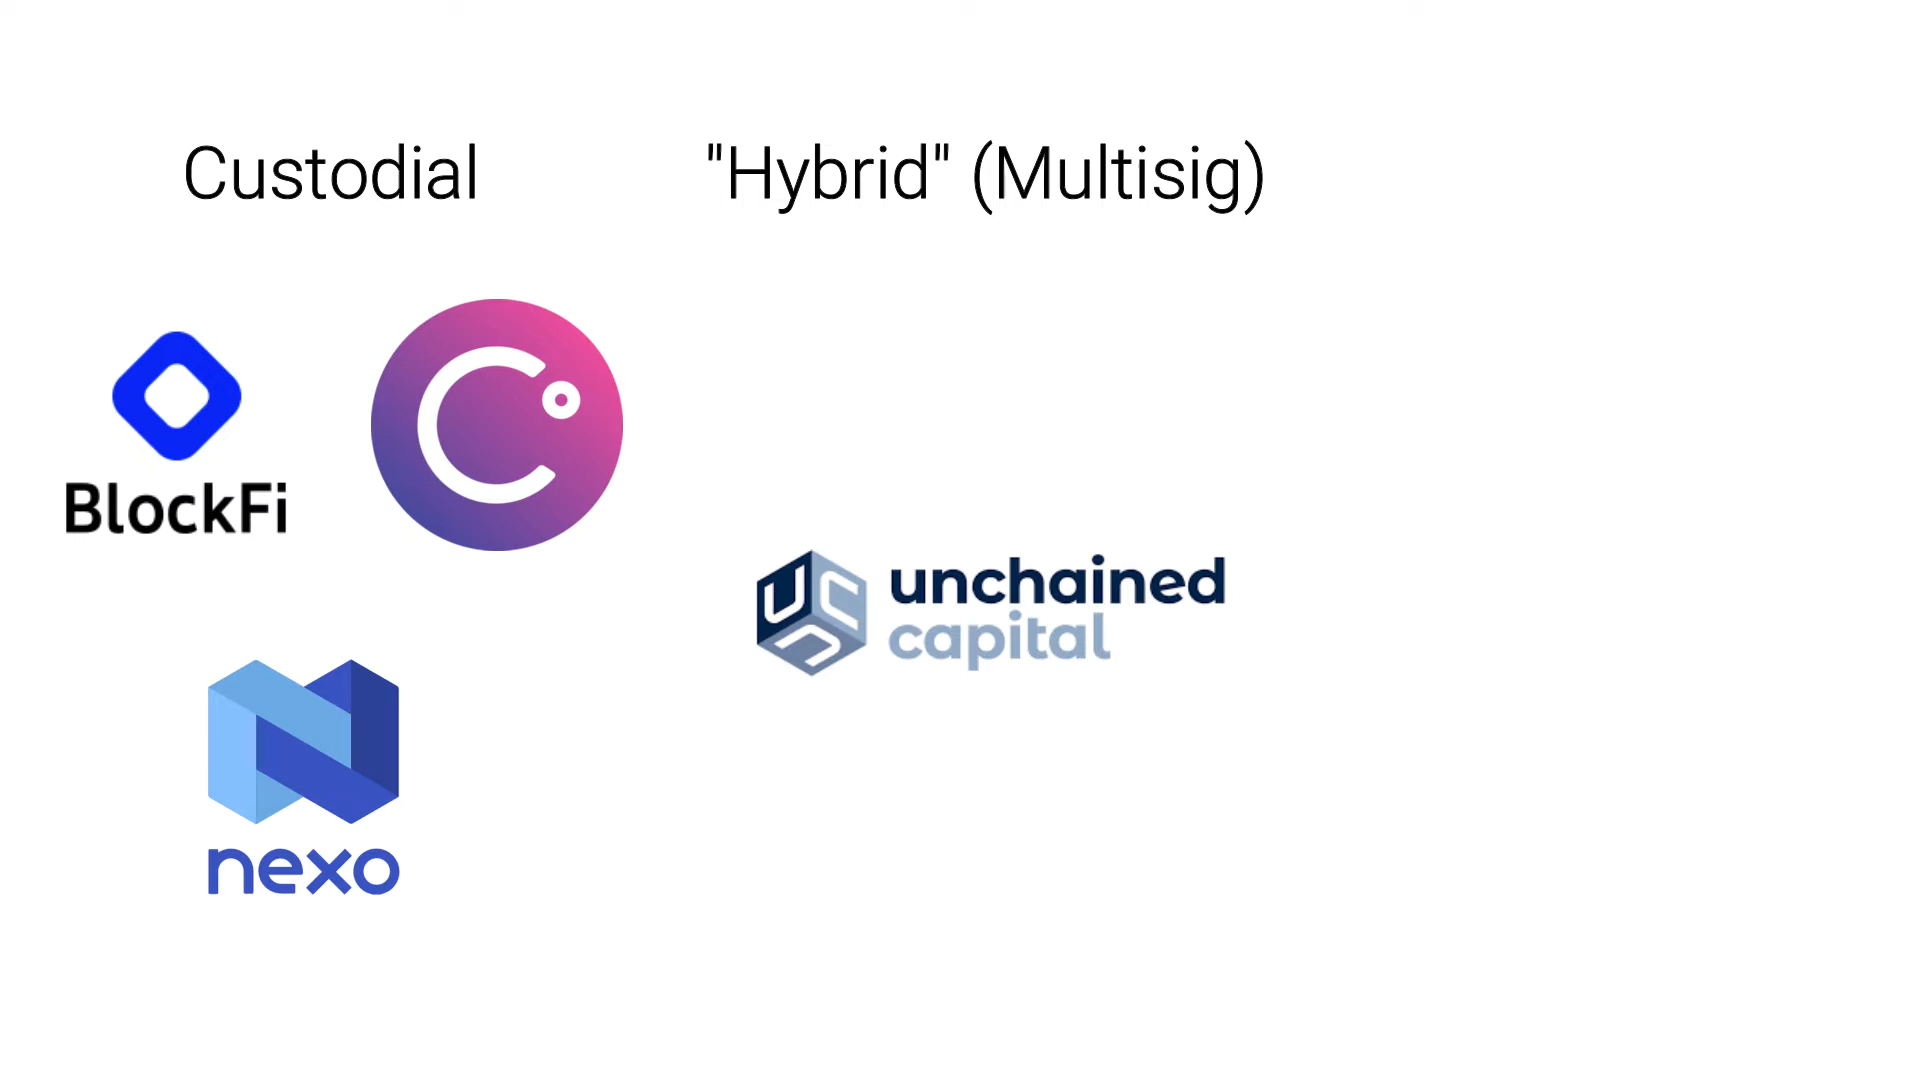 Custodial
"Hybrid" (Multisig)
BlockFi
unchained
capital
nexo